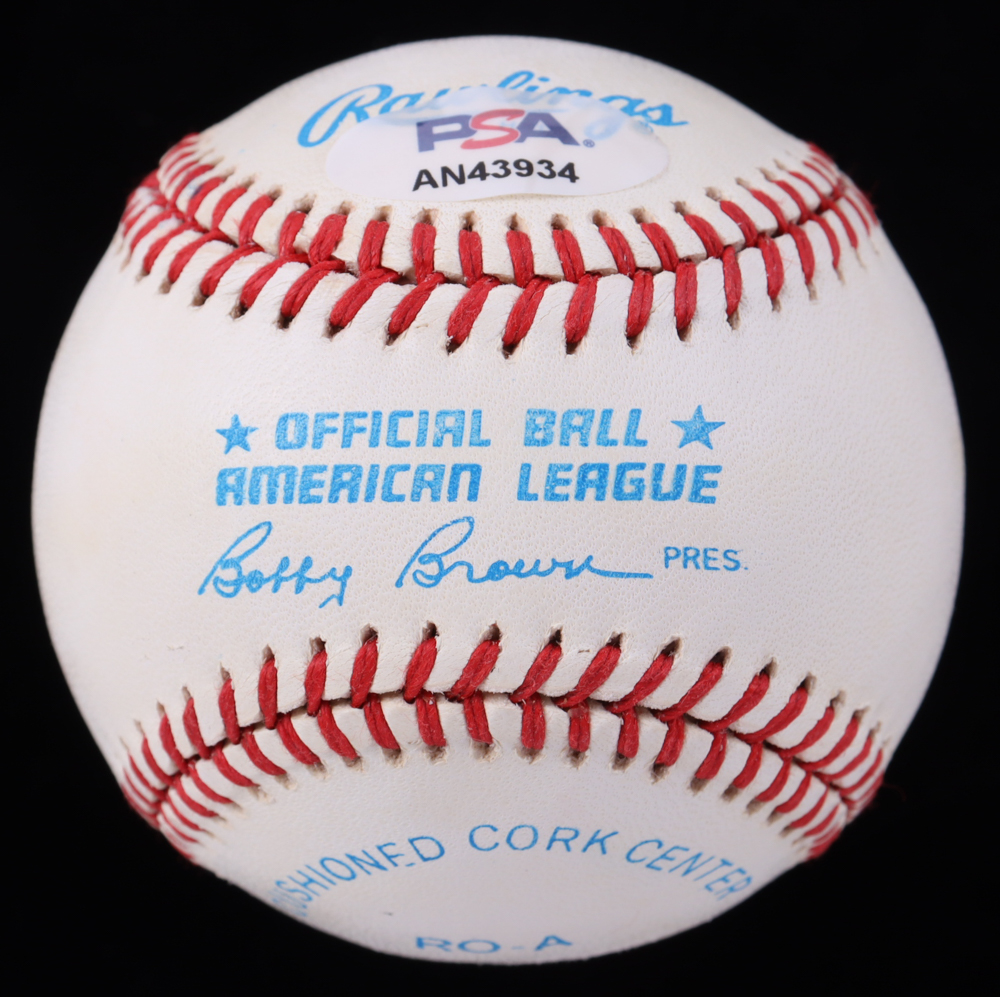 Rawlings
PSA®
AN43934
★ OFFICIAL BALL ★
AMERICAN LEAGUE
Bobby Brown PRES.
CUSHIONED CORK CENTER
RO-A